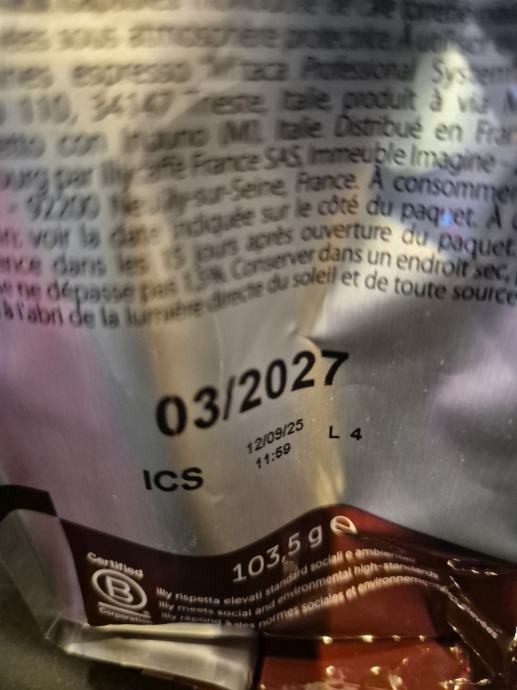 sous atmosphère protectrice.
espresso Mitaca Professional System
110, 34147 Trieste, Italie, produit à via
con Inzuno (MI), Italie. Distribué en
par illycaffè France SAS, Immeuble Imagine -
- 92200 Neuilly-sur-Seine, France. À consommer
voir la date indiquée sur le côté du paquet. À
dans les 15 jours après ouverture du paquet.
ne dépasse pas 1,5%. Conserver dans un endroit sec,
à l'abri de la lumière directe du soleil et de toute source
03/2027
12/09/25 L 4
ICS 11:59
103,5 g e
Certified
B
Corporation
illy rispetta elevati standard sociali e ambientali
illy meets social and environmental high-standards
illy répond à des normes sociales et environnementales élevées